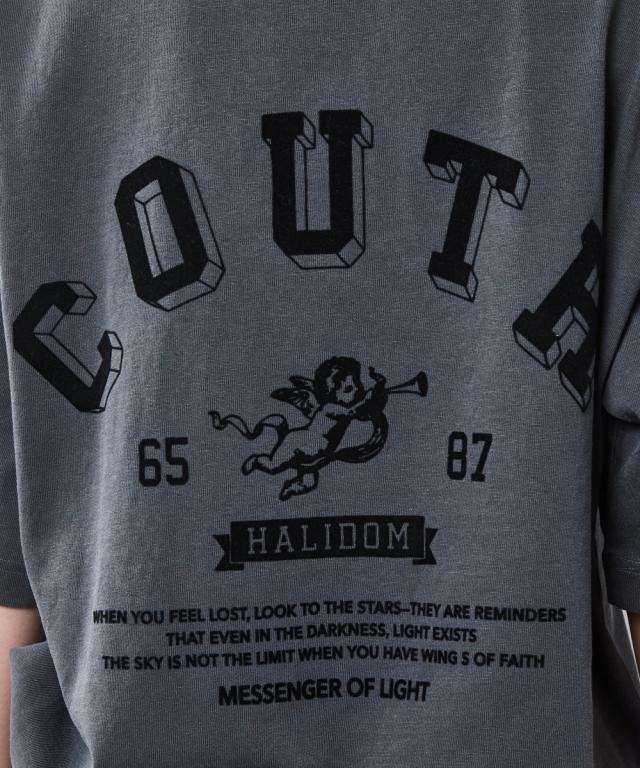 COUTH
65 87
HALIDOM
WHEN YOU FEEL LOST, LOOK TO THE STARS—THEY ARE REMINDERS
THAT EVEN IN THE DARKNESS, LIGHT EXISTS
THE SKY IS NOT THE LIMIT WHEN YOU HAVE WING S OF FAITH
MESSENGER OF LIGHT